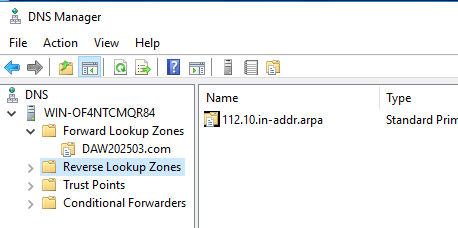 DNS Manager
File Action View Help
DNS
WIN-OF4NTCMQR84
Forward Lookup Zones
DAW202503.com
Reverse Lookup Zones
Trust Points
Conditional Forwarders
Name Type
112.10.in-addr.arpa Standard Prim